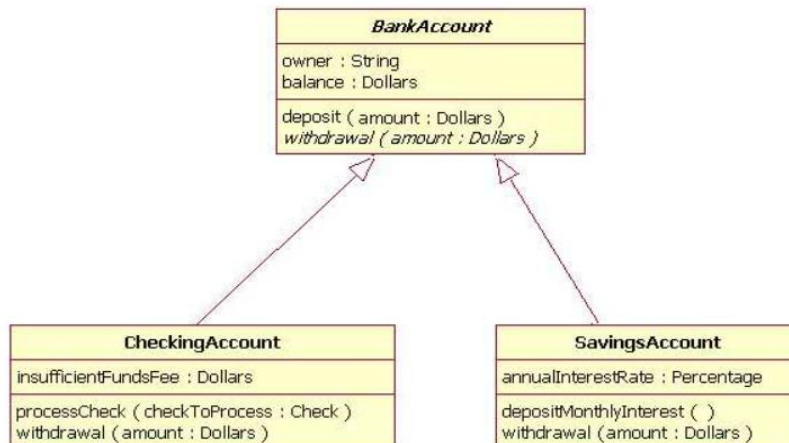 BankAccount
owner : String
balance : Dollars
deposit ( amount : Dollars )
withdrawal ( amount : Dollars )
CheckingAccount
insufficientFundsFee : Dollars
processCheck ( checkToProcess : Check )
withdrawal ( amount : Dollars )
SavingsAccount
annualInterestRate : Percentage
depositMonthlyInterest ( )
withdrawal ( amount : Dollars )